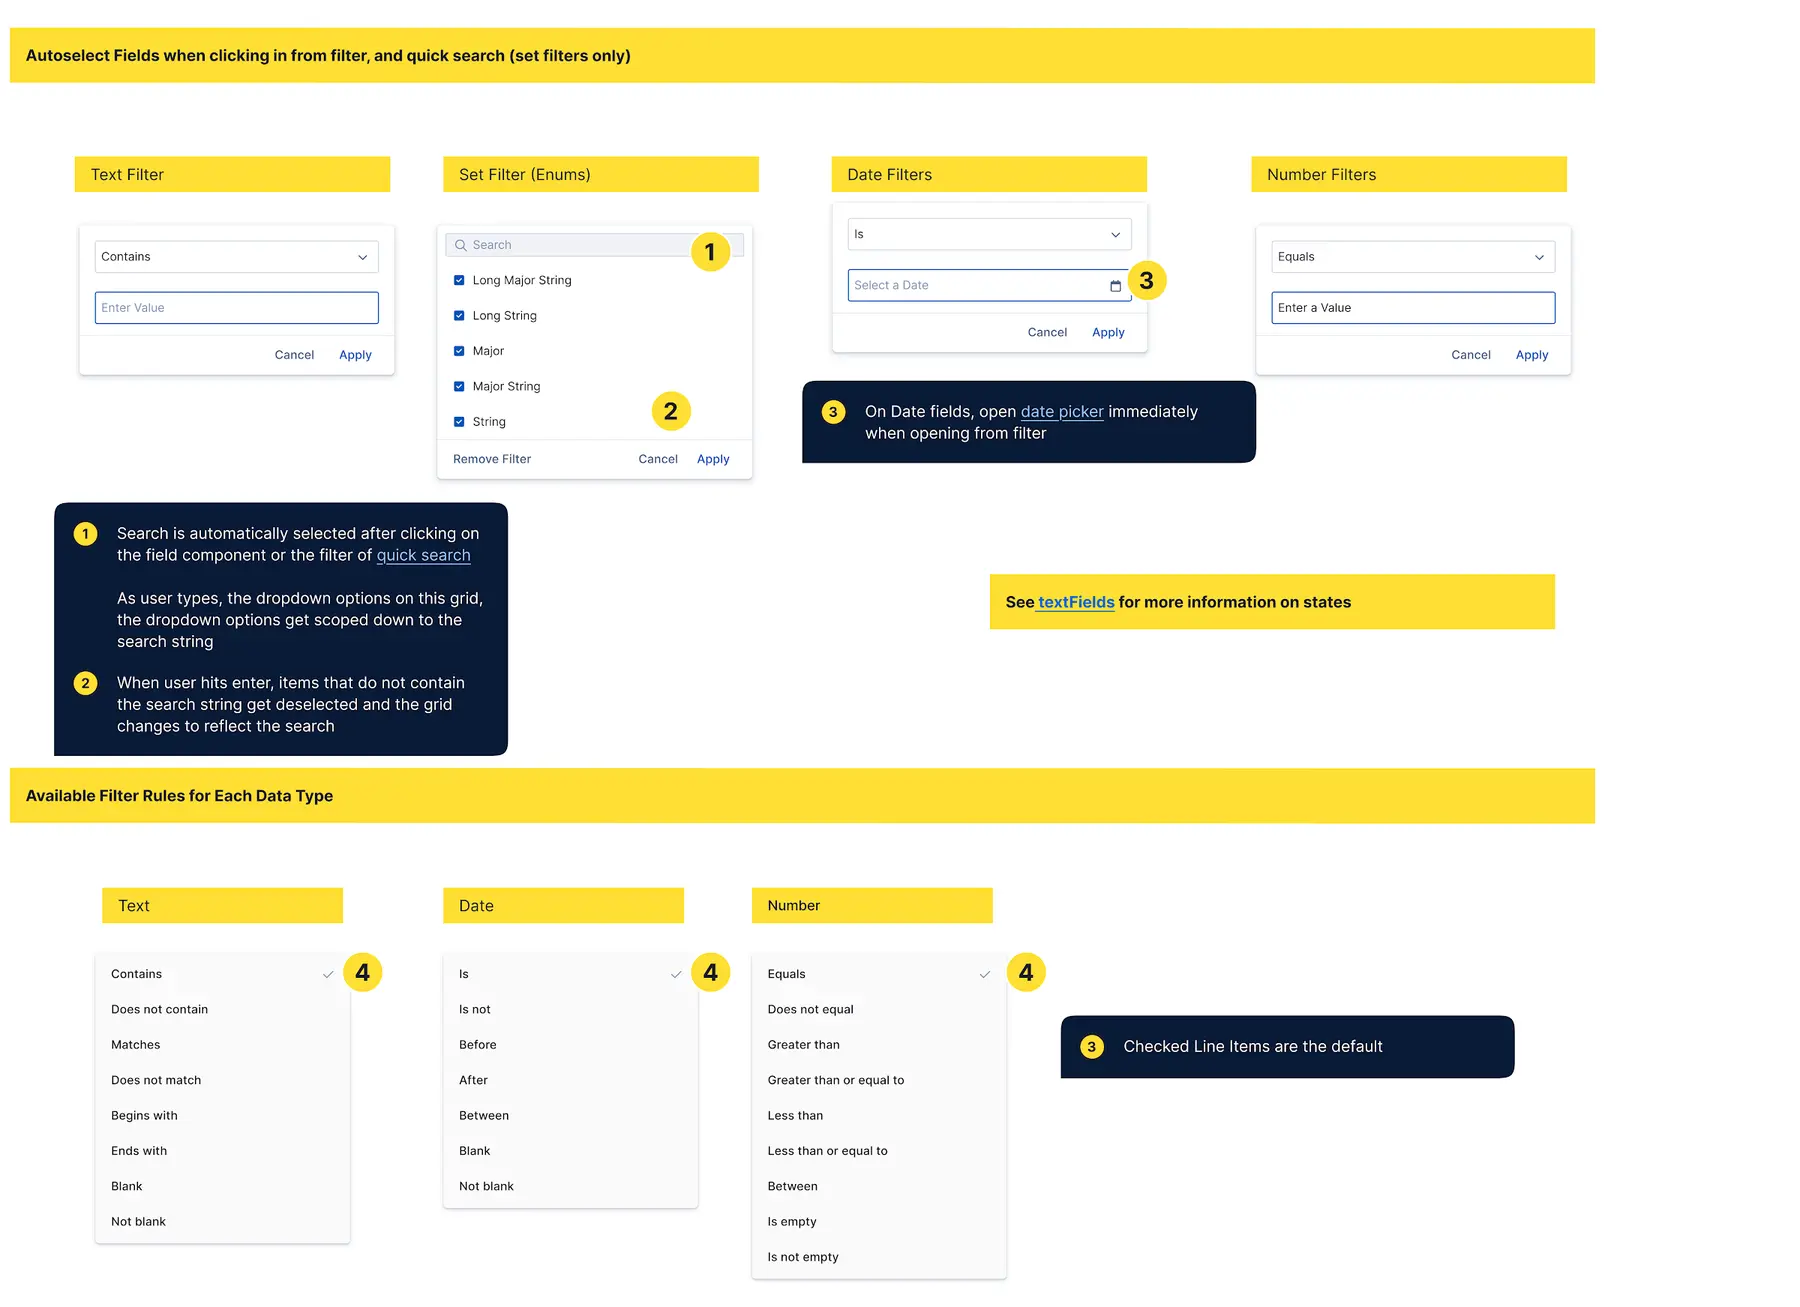 Autoselect Fields when clicking in from filter, and quick search (set filters only)
Text Filter
Contains
Enter Value
Cancel Apply
Set Filter (Enums)
Search
1
Long Major String
Long String
Major
Major String
String
2
Remove Filter Cancel Apply
Date Filters
Is
Select a Date
3
Cancel Apply
3 On Date fields, open date picker immediately
when opening from filter
Number Filters
Equals
Enter a Value
Cancel Apply
1 Search is automatically selected after clicking on
the field component or the filter of quick search
As user types, the dropdown options on this grid,
the dropdown options get scoped down to the
search string
2 When user hits enter, items that do not contain
the search string get deselected and the grid
changes to reflect the search
See textFields for more information on states
Available Filter Rules for Each Data Type
Text
Contains
4
Does not contain
Matches
Does not match
Begins with
Ends with
Blank
Not blank
Date
Is
4
Is not
Before
After
Between
Blank
Not blank
Number
Equals
4
Does not equal
Greater than
Greater than or equal to
Less than
Less than or equal to
Between
Is empty
Is not empty
3 Checked Line Items are the default